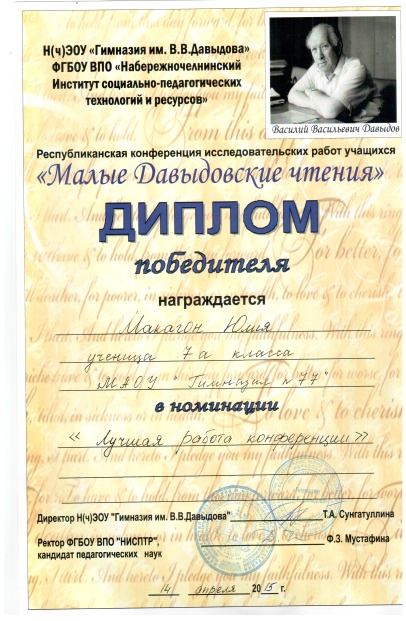 Н(ч)ЭОУ «Гимназия им. В.В.Давыдова»
ФГБОУ ВПО «Набережночелнинский
Институт социально-педагогических
технологий и ресурсов»
Василий Васильевич Давыдов
Республиканская конференция исследовательских работ учащихся
«Малые Давыдовские чтения»
ДИПЛОМ
победителя
награждается
Макагон Юлия
ученица 7а класса
МАОУ "Гимназия №77"
в номинации
« Лучшая работа конференции»
Директор Н(ч)ЭОУ "Гимназия им. В.В.Давыдова" Т.А. Сунгатуллина
Ректор ФГБОУ ВПО "НИСПТР", Ф.З. Мустафина
кандидат педагогических наук
14 апреля 2015 г.